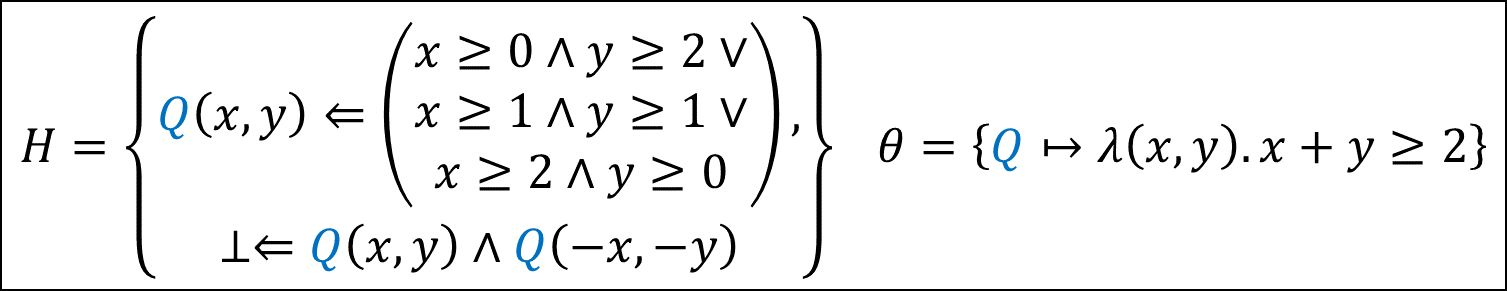 x ≥ 0 ∧ y ≥ 2 ∨
H = { Q(x, y) ⇐ ( x ≥ 1 ∧ y ≥ 1 ∨ ) , } θ = {Q ↦ λ(x, y). x + y ≥ 2}
x ≥ 2 ∧ y ≥ 0
⊥⇐ Q(x, y) ∧ Q(−x, −y)